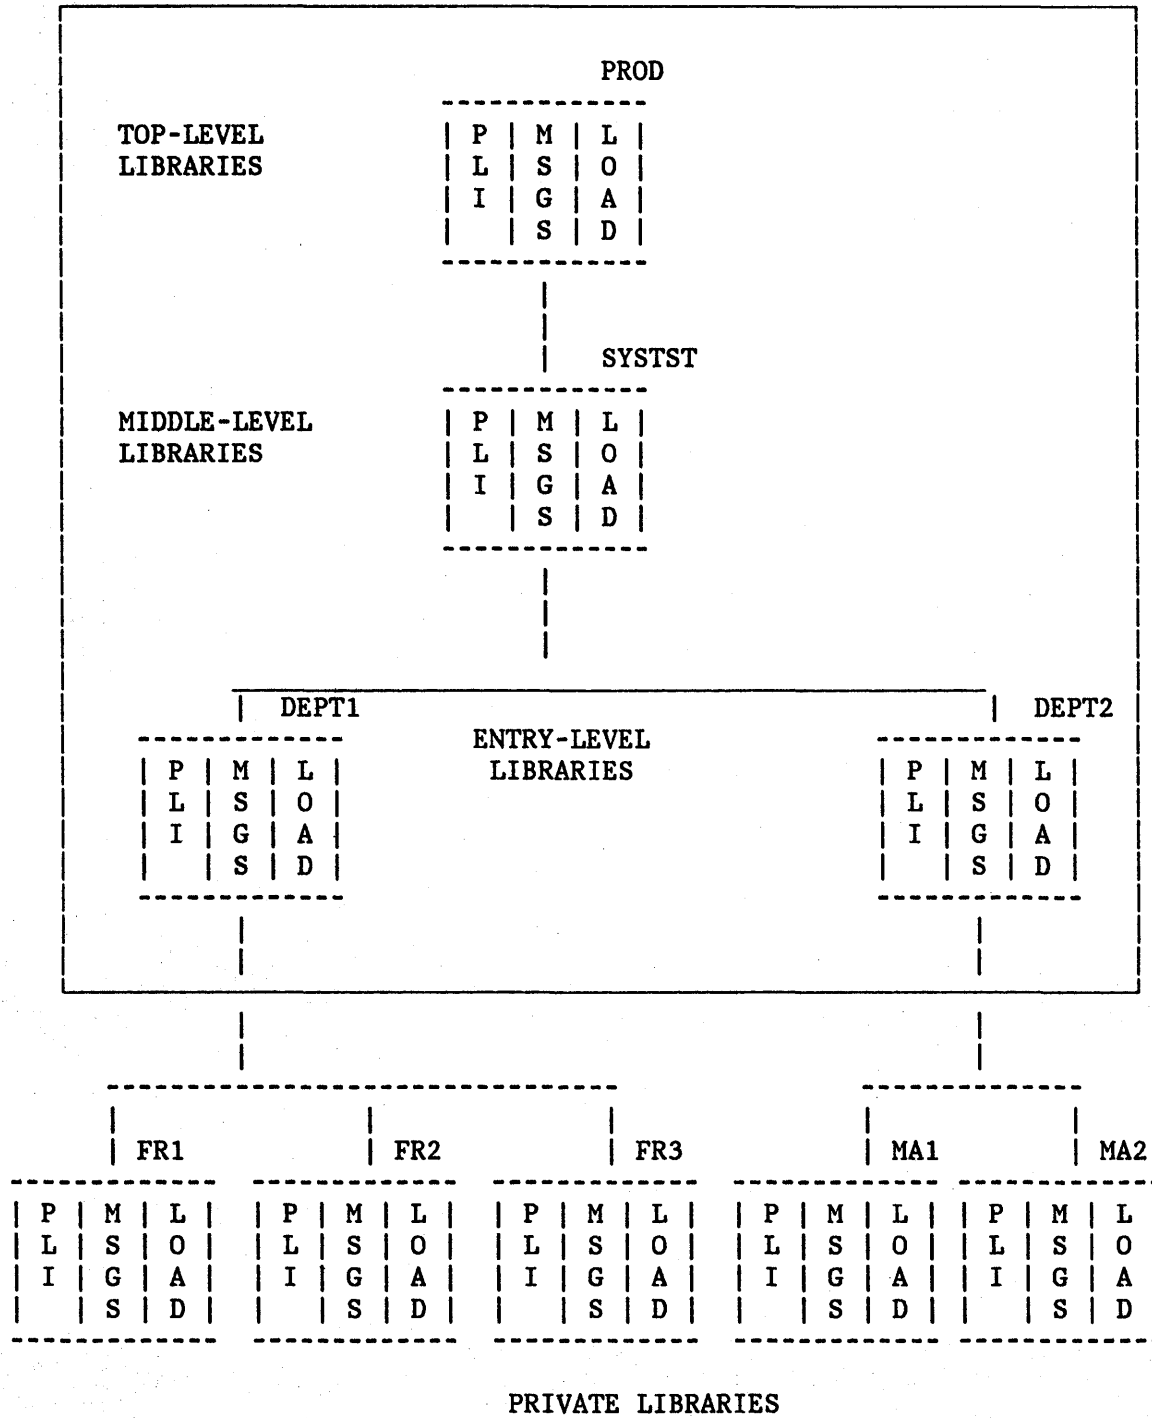 PROD
TOP-LEVEL | P | M | L |
LIBRARIES | L | S | O |
| I | G | A |
| | S | D |
SYSTST
MIDDLE-LEVEL | P | M | L |
LIBRARIES | L | S | O |
| I | G | A |
| | S | D |
DEPT1 DEPT2
ENTRY-LEVEL
LIBRARIES
| P | M | L | | P | M | L |
| L | S | O | | L | S | O |
| I | G | A | | I | G | A |
| | S | D | | | S | D |
FR1 FR2 FR3 MA1 MA2
| P | M | L | | P | M | L | | P | M | L | | P | M | L | | P | M | L
| L | S | O | | L | S | O | | L | S | O | | L | S | O | | L | S | O
| I | G | A | | I | G | A | | I | G | A | | I | G | A | | I | G | A
| | S | D | | | S | D | | | S | D | | | S | D | | | S | D
PRIVATE LIBRARIES